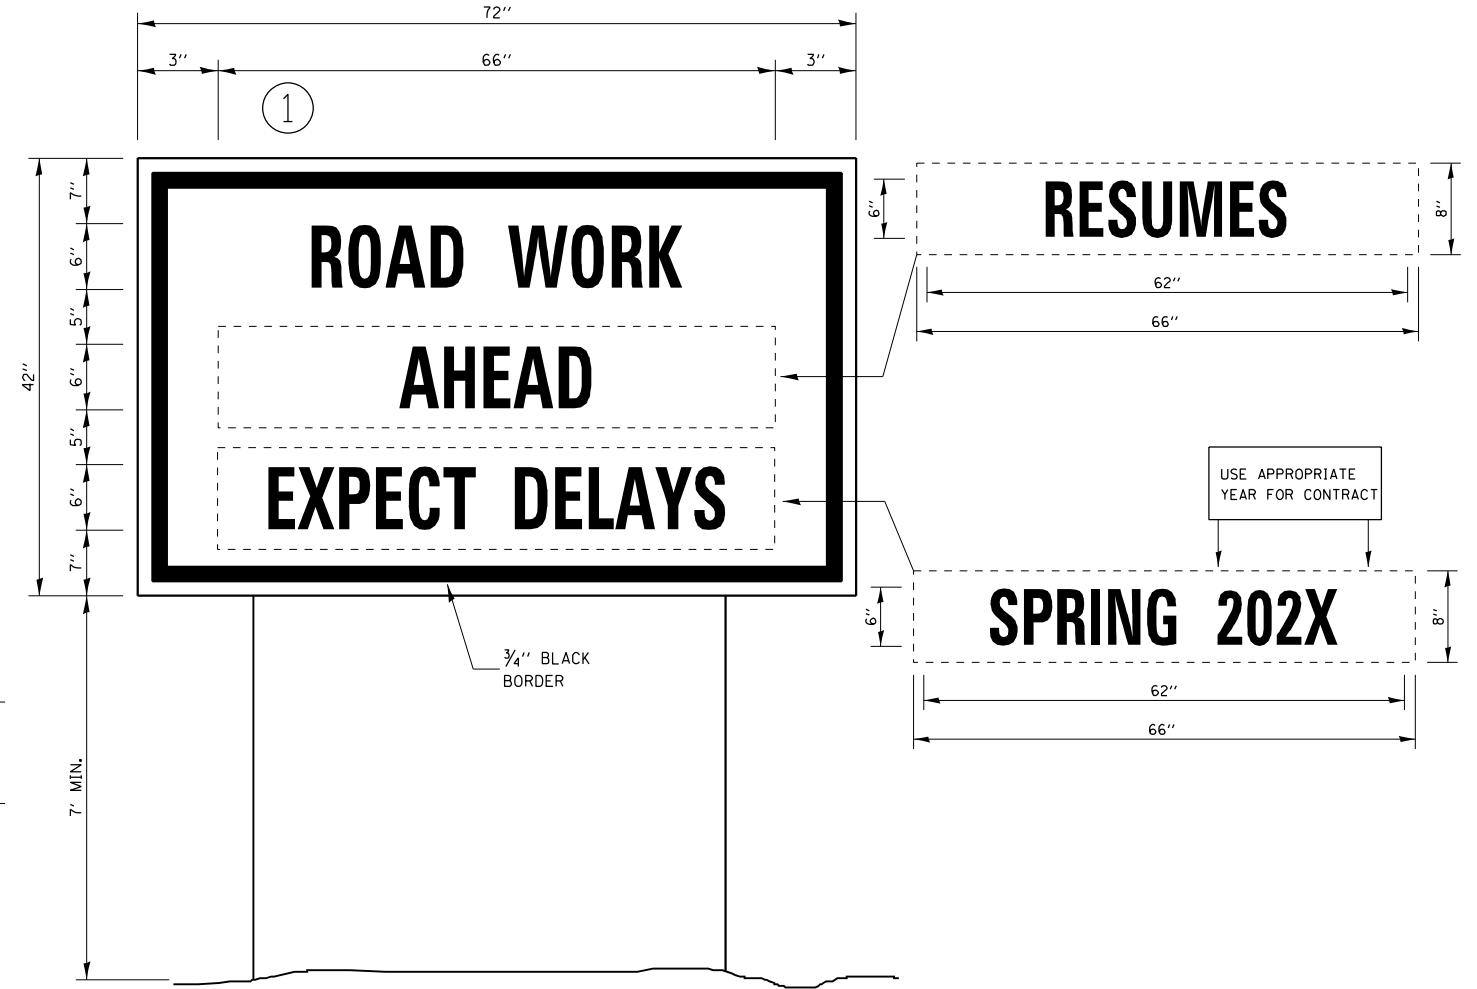 72''
3'' 66'' 3''
1
7''
6''
5''
6''
5''
6''
7''
42''
7' MIN.
ROAD WORK
AHEAD
EXPECT DELAYS
3/4'' BLACK
BORDER
6''
RESUMES
8''
62''
66''
USE APPROPRIATE
YEAR FOR CONTRACT
6''
SPRING 202X
8''
62''
66''